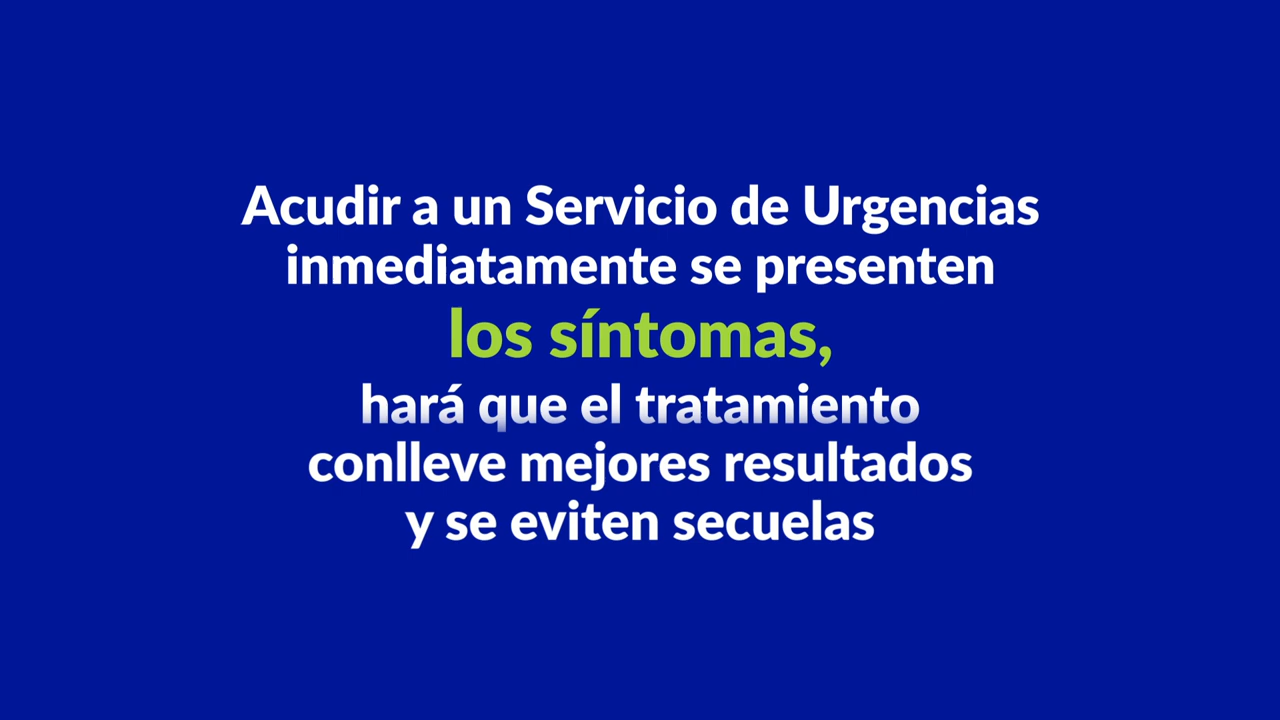 Acudir a un Servicio de Urgencias
inmediatamente se presenten
los síntomas,
hará que el tratamiento
conlleve mejores resultados
y se eviten secuelas